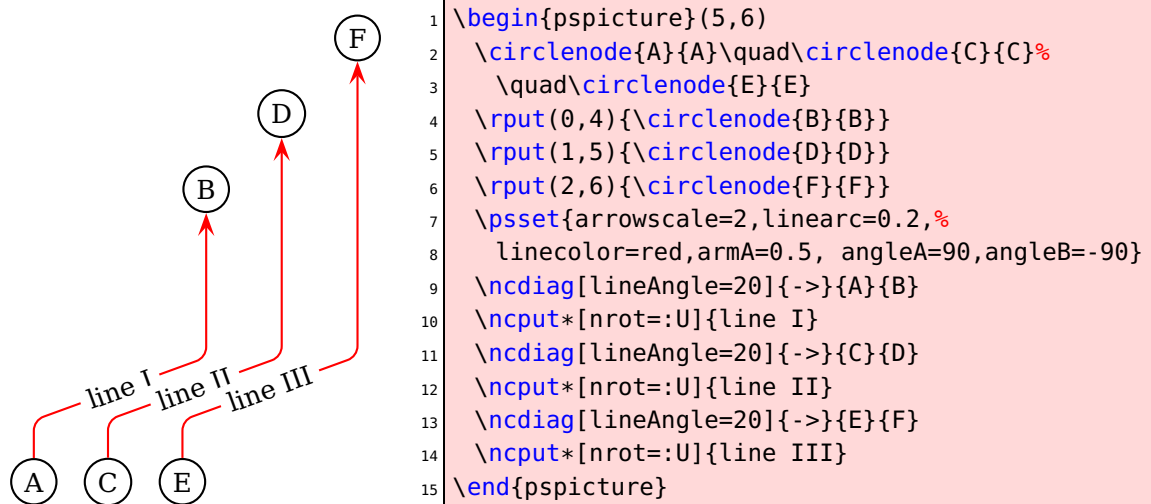 F
D
B
line I
line II
line III
A
C
E
1 \begin{pspicture}(5,6)
2 \circlenode{A}{A}\quad\circlenode{C}{C}%
3 \quad\circlenode{E}{E}
4 \rput(0,4){\circlenode{B}{B}}
5 \rput(1,5){\circlenode{D}{D}}
6 \rput(2,6){\circlenode{F}{F}}
7 \psset{arrowscale=2,linearc=0.2,%
8 linecolor=red,armA=0.5, angleA=90,angleB=-90}
9 \ncdiag[lineAngle=20]{->}{A}{B}
10 \ncput*[nrot=:U]{line I}
11 \ncdiag[lineAngle=20]{->}{C}{D}
12 \ncput*[nrot=:U]{line II}
13 \ncdiag[lineAngle=20]{->}{E}{F}
14 \ncput*[nrot=:U]{line III}
15 \end{pspicture}